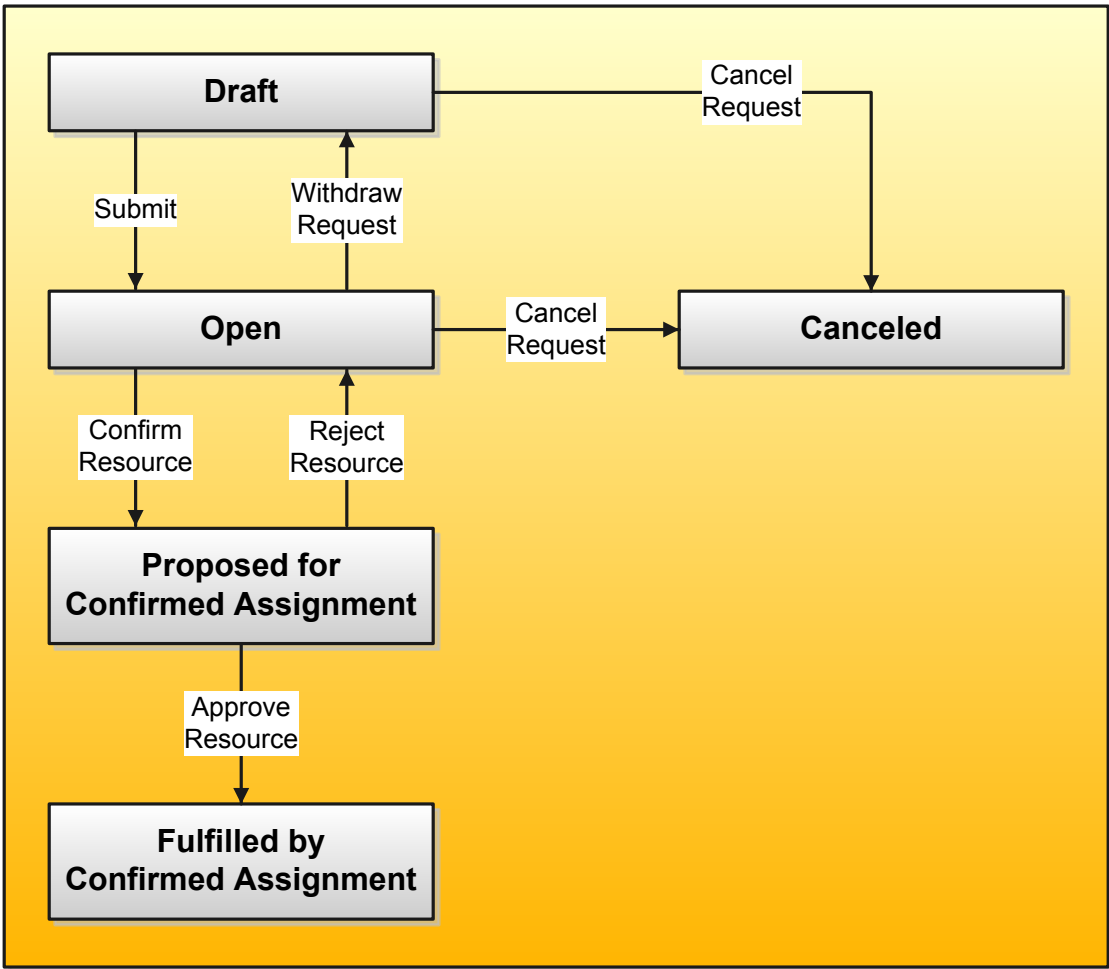 Draft
Cancel
Request
Submit
Withdraw
Request
Open
Cancel
Request
Canceled
Confirm
Resource
Reject
Resource
Proposed for
Confirmed Assignment
Approve
Resource
Fulfilled by
Confirmed Assignment